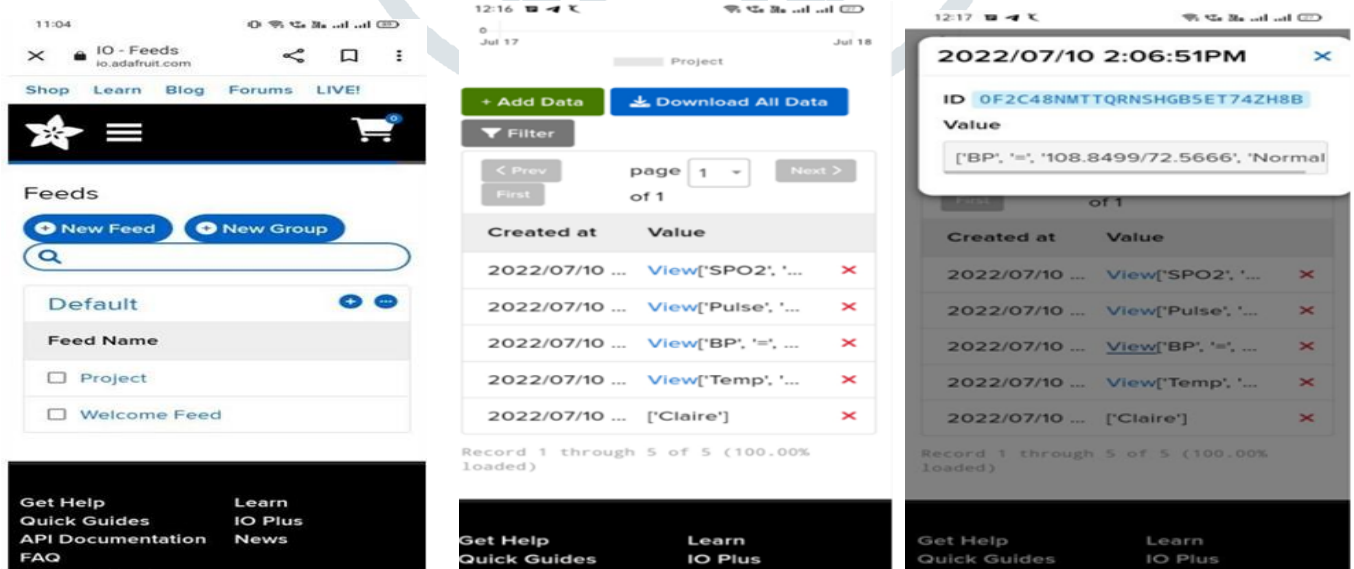 11:04
IO - Feeds
io.adafruit.com
Shop Learn Blog Forums LIVE!
0
Feeds
+ New Feed + New Group
Default
Feed Name
Project
Welcome Feed
Get Help Learn
Quick Guides IO Plus
API Documentation News
FAQ
12:16
0
Jul 17 Jul 18
Project
+ Add Data Download All Data
Filter
< Prev page 1 Next >
First of 1
Created at Value
2022/07/10 ... View['SPO2', '... ×
2022/07/10 ... View['Pulse', '... ×
2022/07/10 ... View['BP', '=', ... ×
2022/07/10 ... View['Temp', '... ×
2022/07/10 ... ['Claire'] ×
Record 1 through 5 of 5 (100.00%
loaded)
Get Help Learn
Quick Guides IO Plus
12:17
2022/07/10 2:06:51PM ×
ID 0F2C48NMTTQRNSHGB5ET74ZH8B
Value
['BP', '=', '108.8499/72.5666', 'Normal
First of 1
Created at Value
2022/07/10 ... View['SPO2', '... ×
2022/07/10 ... View['Pulse', '... ×
2022/07/10 ... View['BP', '=', ... ×
2022/07/10 ... View['Temp', '... ×
2022/07/10 ... ['Claire'] ×
Record 1 through 5 of 5 (100.00%
loaded)
Get Help Learn
Quick Guides IO Plus